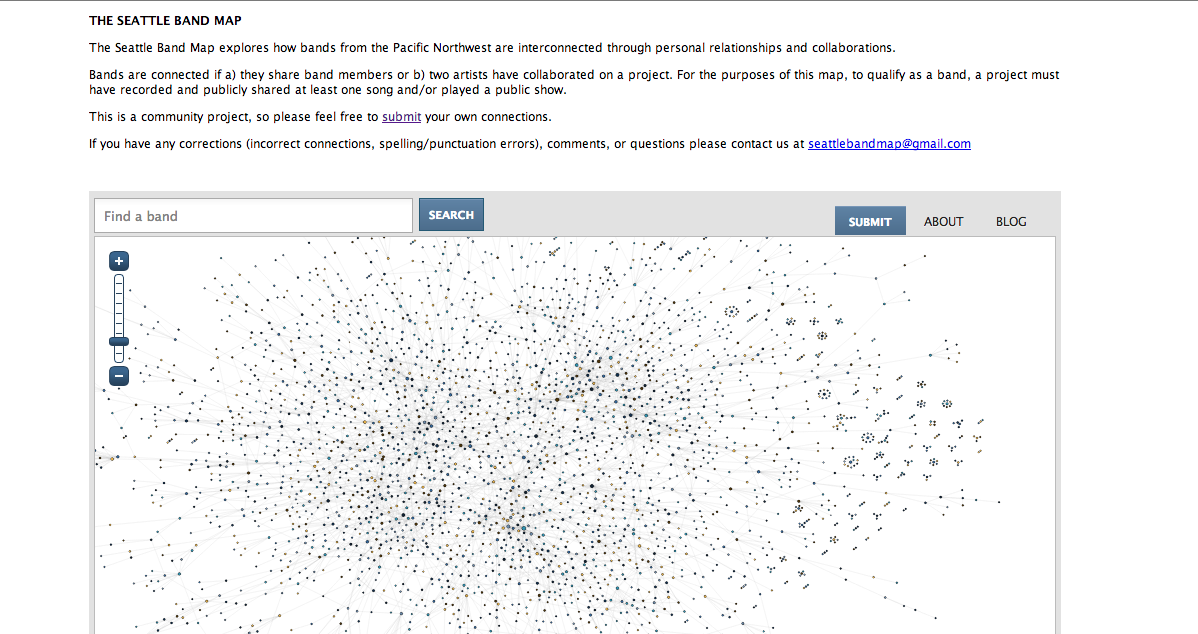 THE SEATTLE BAND MAP
The Seattle Band Map explores how bands from the Pacific Northwest are interconnected through personal relationships and collaborations.
Bands are connected if a) they share band members or b) two artists have collaborated on a project. For the purposes of this map, to qualify as a band, a project must
have recorded and publicly shared at least one song and/or played a public show.
This is a community project, so please feel free to submit your own connections.
If you have any corrections (incorrect connections, spelling/punctuation errors), comments, or questions please contact us at seattlebandmap@gmail.com
Find a band SEARCH SUBMIT ABOUT BLOG
+
−